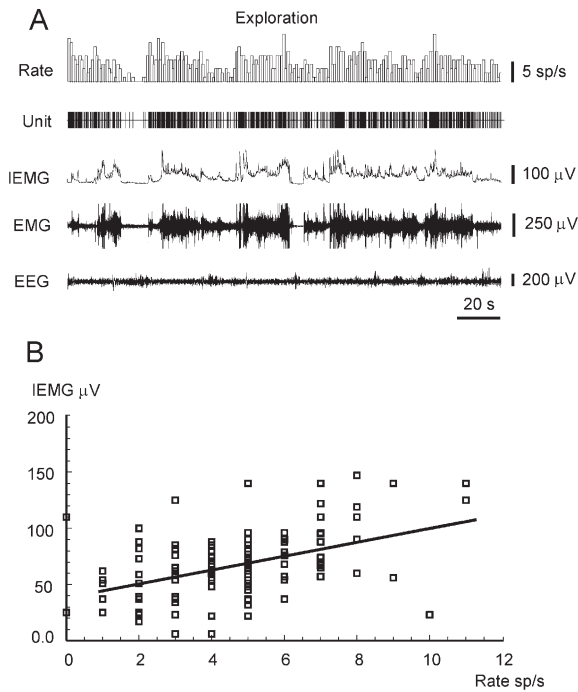 A
Exploration
Rate
5 sp/s
Unit
IEMG
100 µV
EMG
250 µV
EEG
200 µV
20 s
B
IEMG µV
200
150
100
50
0.0
0 2 4 6 8 10 12
Rate sp/s